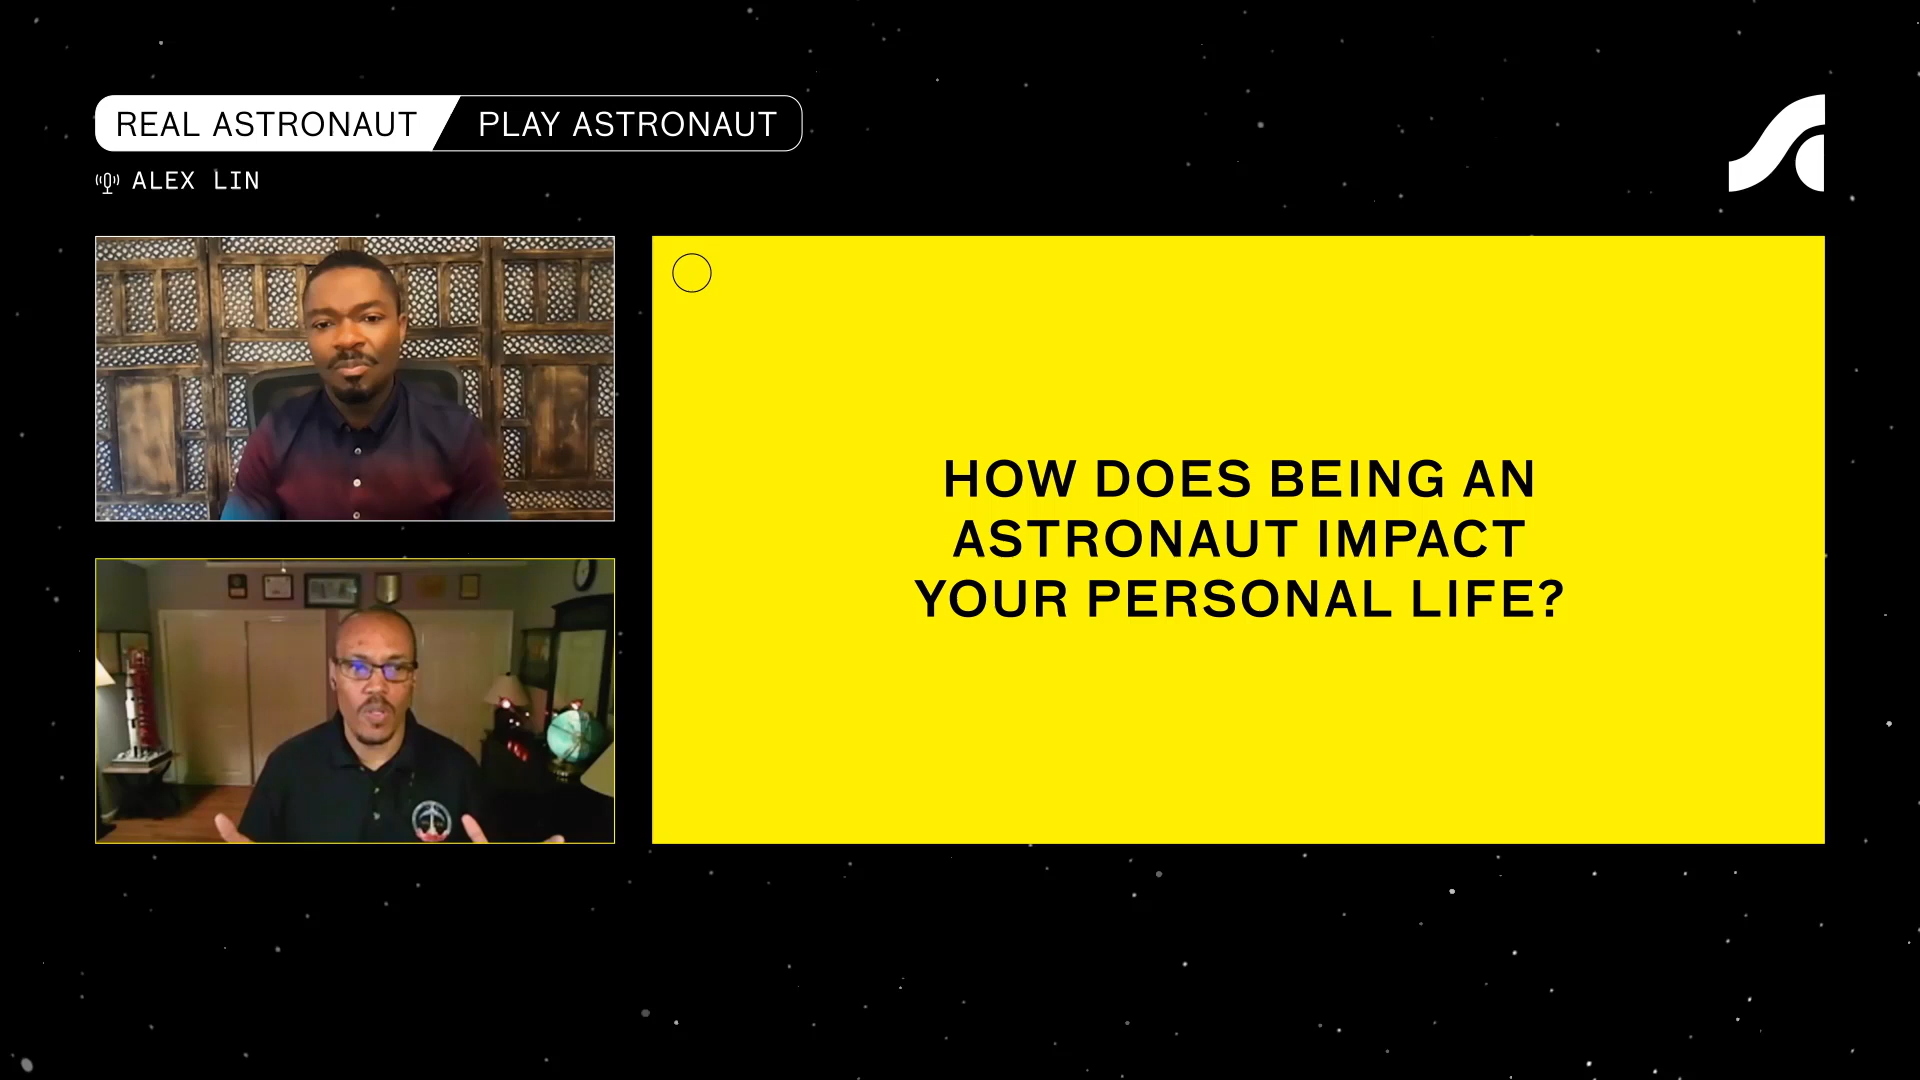 REAL ASTRONAUT
PLAY ASTRONAUT
ALEX LIN
HOW DOES BEING AN
ASTRONAUT IMPACT
YOUR PERSONAL LIFE?